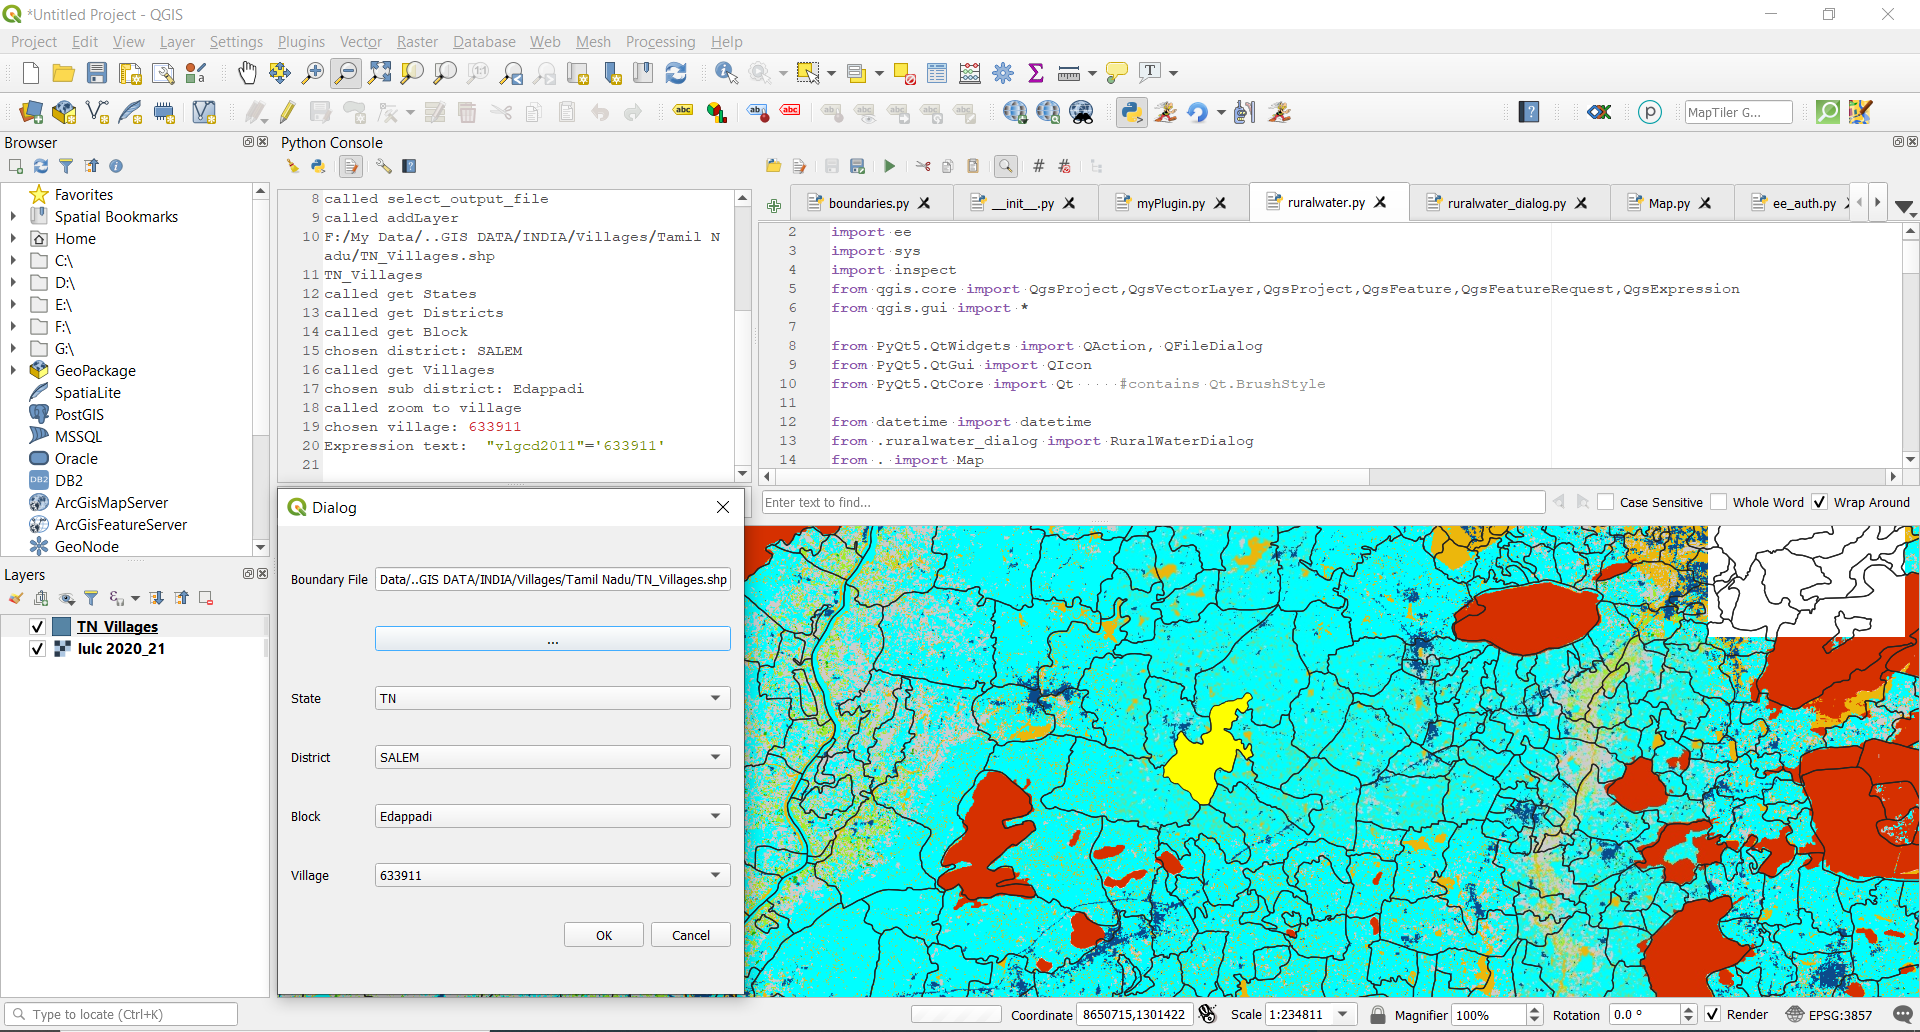 *Untitled Project - QGIS
Project Edit View Layer Settings Plugins Vector Raster Database Web Mesh Processing Help
MapTiler G...
Browser
Favorites
Spatial Bookmarks
Home
C:\
D:\
E:\
F:\
G:\
GeoPackage
SpatiaLite
PostGIS
MSSQL
Oracle
DB2
ArcGisMapServer
ArcGisFeatureServer
GeoNode
Layers
TN_Villages
lulc 2020_21
Python Console
8 called select_output_file
9 called addLayer
10 F:/My Data/..GIS DATA/INDIA/Villages/Tamil N
adu/TN_Villages.shp
11 TN_Villages
12 called get States
13 called get Districts
14 called get Block
15 chosen district: SALEM
16 called get Villages
17 chosen sub district: Edappadi
18 called zoom to village
19 chosen village: 633911
20 Expression text:  "vlgcd2011"='633911'
21
boundaries.py __init__.py myPlugin.py ruralwater.py ruralwater_dialog.py Map.py ee_auth.py
2 import ee
3 import sys
4 import inspect
5 from qgis.core import QgsProject,QgsVectorLayer,QgsProject,QgsFeature,QgsFeatureRequest,QgsExpression
6 from qgis.gui import *
7
8 from PyQt5.QtWidgets import QAction, QFileDialog
9 from PyQt5.QtGui import QIcon
10 from PyQt5.QtCore import Qt #contains Qt.BrushStyle
11
12 from datetime import datetime
13 from .ruralwater_dialog import RuralWaterDialog
14 from . import Map
Enter text to find... Case Sensitive Whole Word Wrap Around
Dialog
Boundary File Data/..GIS DATA/INDIA/Villages/Tamil Nadu/TN_Villages.shp
...
State TN
District SALEM
Block Edappadi
Village 633911
OK Cancel
Type to locate (Ctrl+K) Coordinate 8650715,1301422 Scale 1:234811 Magnifier 100% Rotation 0.0 ° Render EPSG:3857